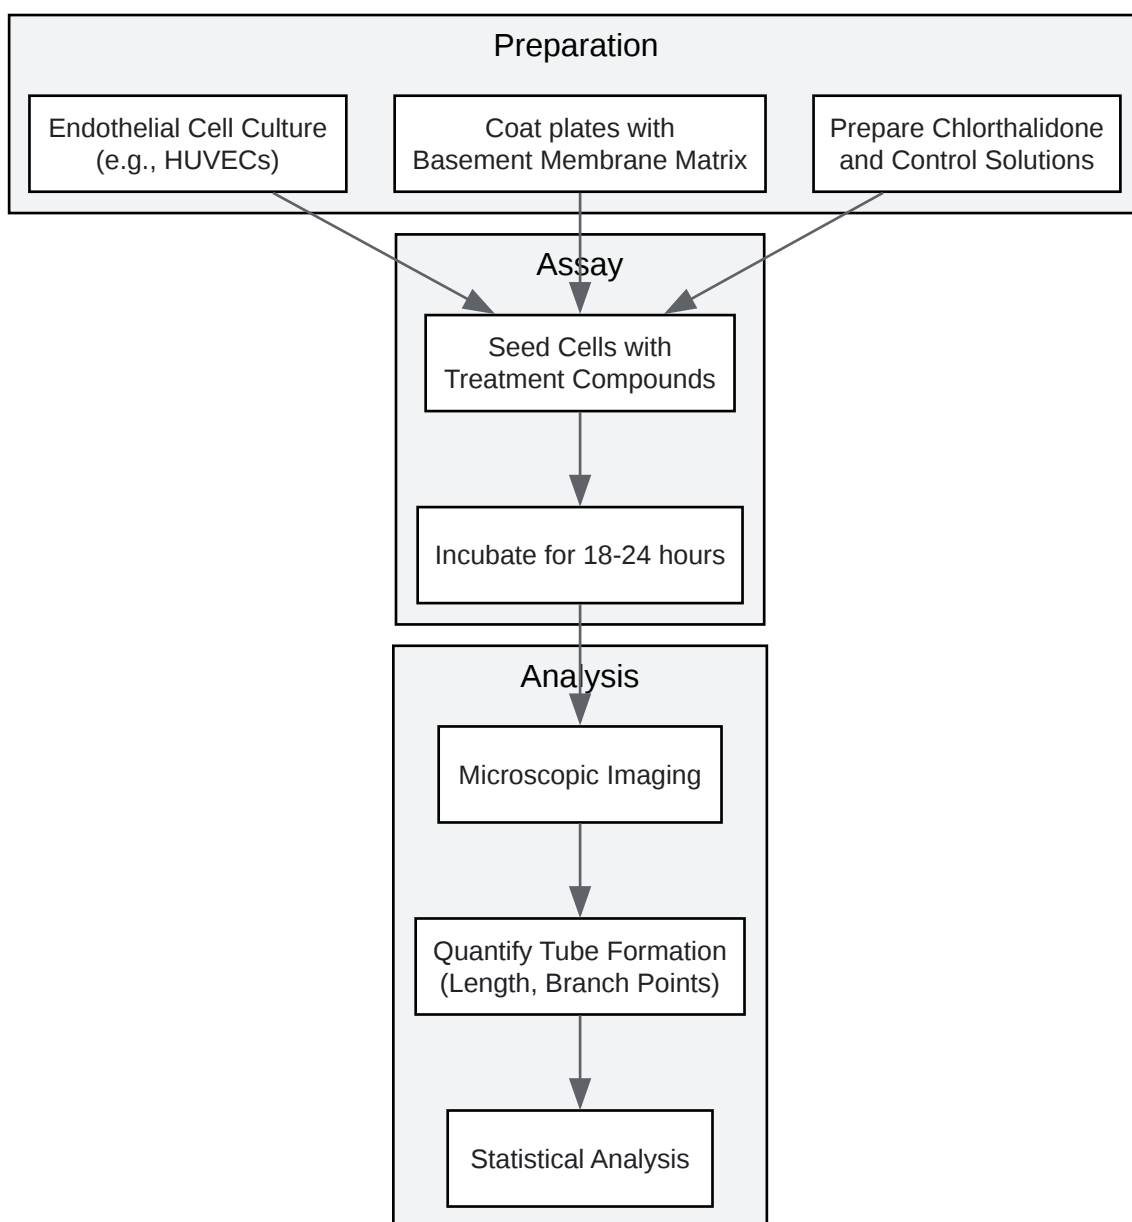 Preparation
Endothelial Cell Culture
(e.g., HUVECs)
Coat plates with
Basement Membrane Matrix
Prepare Chlorthalidone
and Control Solutions
Assay
Seed Cells with
Treatment Compounds
Incubate for 18-24 hours
Analysis
Microscopic Imaging
Quantify Tube Formation
(Length, Branch Points)
Statistical Analysis